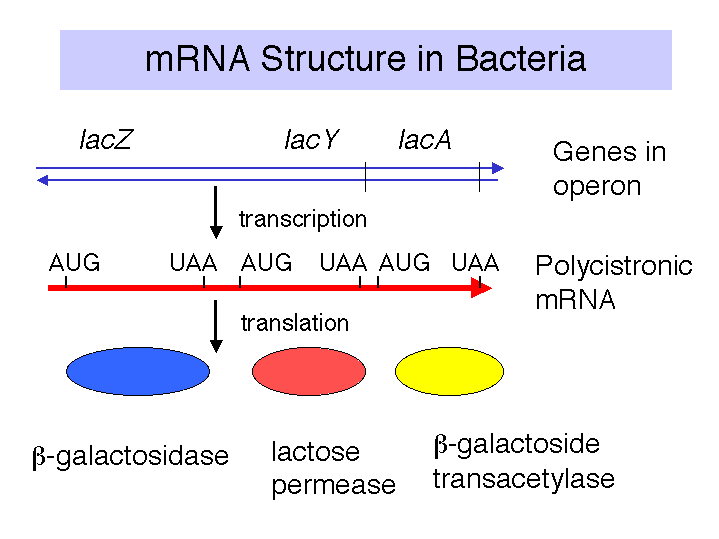 mRNA Structure in Bacteria
lacZ lacY lacA
Genes in
operon
transcription
AUG UAA AUG UAA AUG UAA
Polycistronic
mRNA
translation
β-galactosidase
lactose
permease
β-galactoside
transacetylase